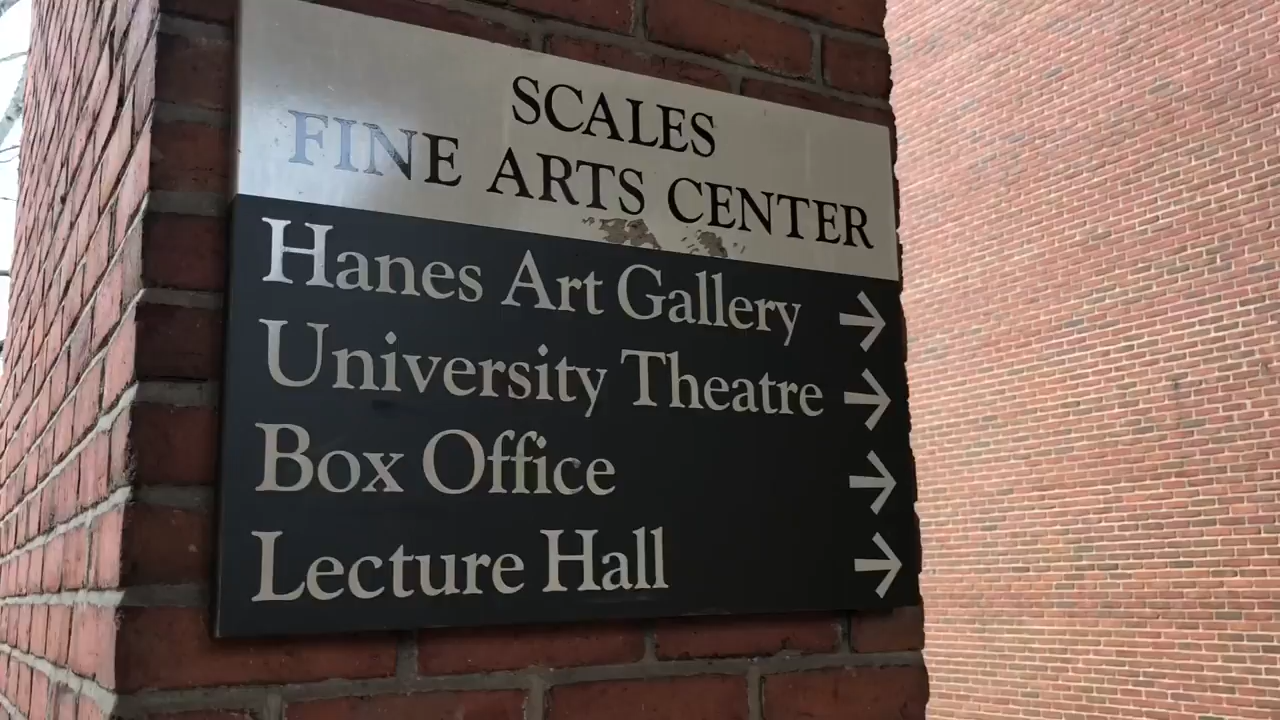 SCALES
FINE ARTS CENTER
Hanes Art Gallery →
University Theatre →
Box Office →
Lecture Hall →